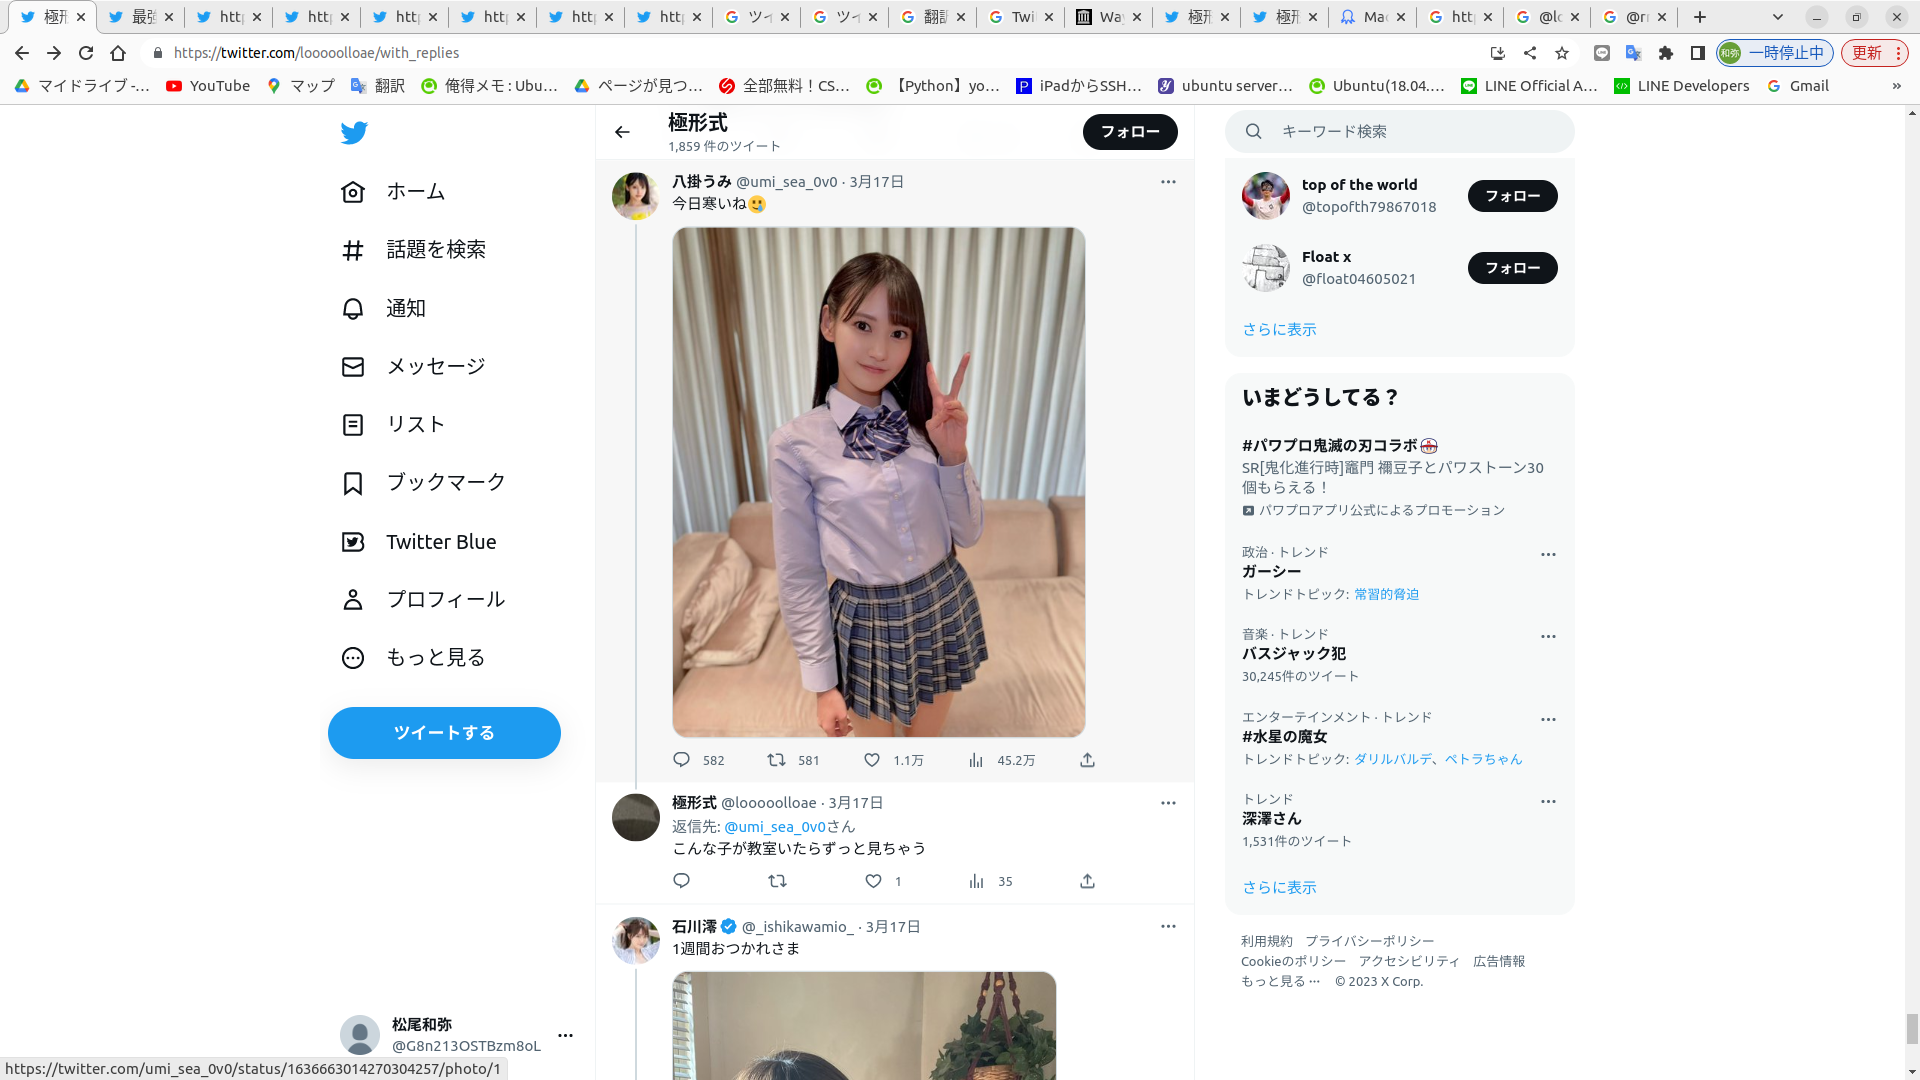 極形
最強
http
http
http
http
http
http
ツイ
ツイ
翻訳
Twi
Way
極形
極形
Mac
http
@lo
@rr
https://twitter.com/looooolloae/with_replies
和弥 一時停止中
更新
マイドライブ -...
YouTube
マップ
翻訳
俺得メモ : Ubu...
ページが見つ...
全部無料！CS...
【Python】yo...
iPadからSSH...
ubuntu server...
Ubuntu(18.04....
LINE Official A...
LINE Developers
Gmail
»
ホーム
話題を検索
通知
メッセージ
リスト
ブックマーク
Twitter Blue
プロフィール
もっと見る
ツイートする
松尾和弥
@G8n213OSTBzm8oL
https://twitter.com/umi_sea_0v0/status/1636663014270304257/photo/1
極形式
1,859 件のツイート
フォロー
八掛うみ @umi_sea_0v0 · 3月17日
今日寒いね🥲
582 581 1.1万 45.2万
極形式 @looooolloae · 3月17日
返信先: @umi_sea_0v0さん
こんな子が教室いたらずっと見ちゃう
1 35
石川澪 @_ishikawamio_ · 3月17日
1週間おつかれさま
キーワード検索
top of the world
@topofth79867018
フォロー
Float x
@float04605021
フォロー
さらに表示
いまどうしてる？
#パワプロ鬼滅の刃コラボ
SR[鬼化進行時]竈門 禰豆子とパワストーン30
個もらえる！
パワプロアプリ公式によるプロモーション
政治 · トレンド
ガーシー
トレンドトピック: 常習的脅迫
音楽 · トレンド
バスジャック犯
30,245件のツイート
エンターテインメント · トレンド
#水星の魔女
トレンドトピック: ダリルバルデ、ペトラちゃん
トレンド
深澤さん
1,531件のツイート
さらに表示
利用規約 プライバシーポリシー
Cookieのポリシー アクセシビリティ 広告情報
もっと見る ··· © 2023 X Corp.